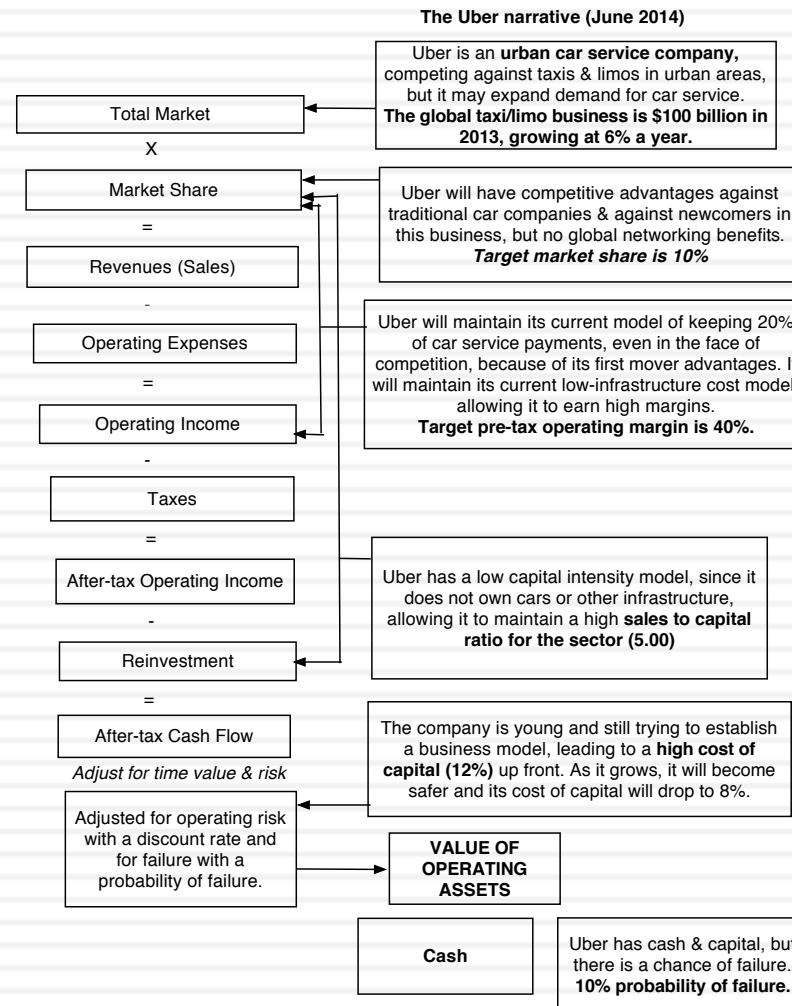 The Uber narrative (June 2014)
Uber is an urban car service company,
competing against taxis & limos in urban areas,
but it may expand demand for car service.
The global taxi/limo business is $100 billion in
2013, growing at 6% a year.
Total Market
X
Market Share
Uber will have competitive advantages against
traditional car companies & against newcomers in
this business, but no global networking benefits.
Target market share is 10%
=
Revenues (Sales)
-
Uber will maintain its current model of keeping 20%
of car service payments, even in the face of
competition, because of its first mover advantages. I
will maintain its current low-infrastructure cost model
allowing it to earn high margins.
Target pre-tax operating margin is 40%.
Operating Expenses
=
Operating Income
-
Taxes
=
After-tax Operating Income
-
Uber has a low capital intensity model, since it
does not own cars or other infrastructure,
allowing it to maintain a high sales to capital
ratio for the sector (5.00)
Reinvestment
=
After-tax Cash Flow
The company is young and still trying to establish
a business model, leading to a high cost of
capital (12%) up front. As it grows, it will become
safer and its cost of capital will drop to 8%.
Adjust for time value & risk
Adjusted for operating risk
with a discount rate and
for failure with a
probability of failure.
VALUE OF
OPERATING
ASSETS
Cash
Uber has cash & capital, but
there is a chance of failure.
10% probability of failure.